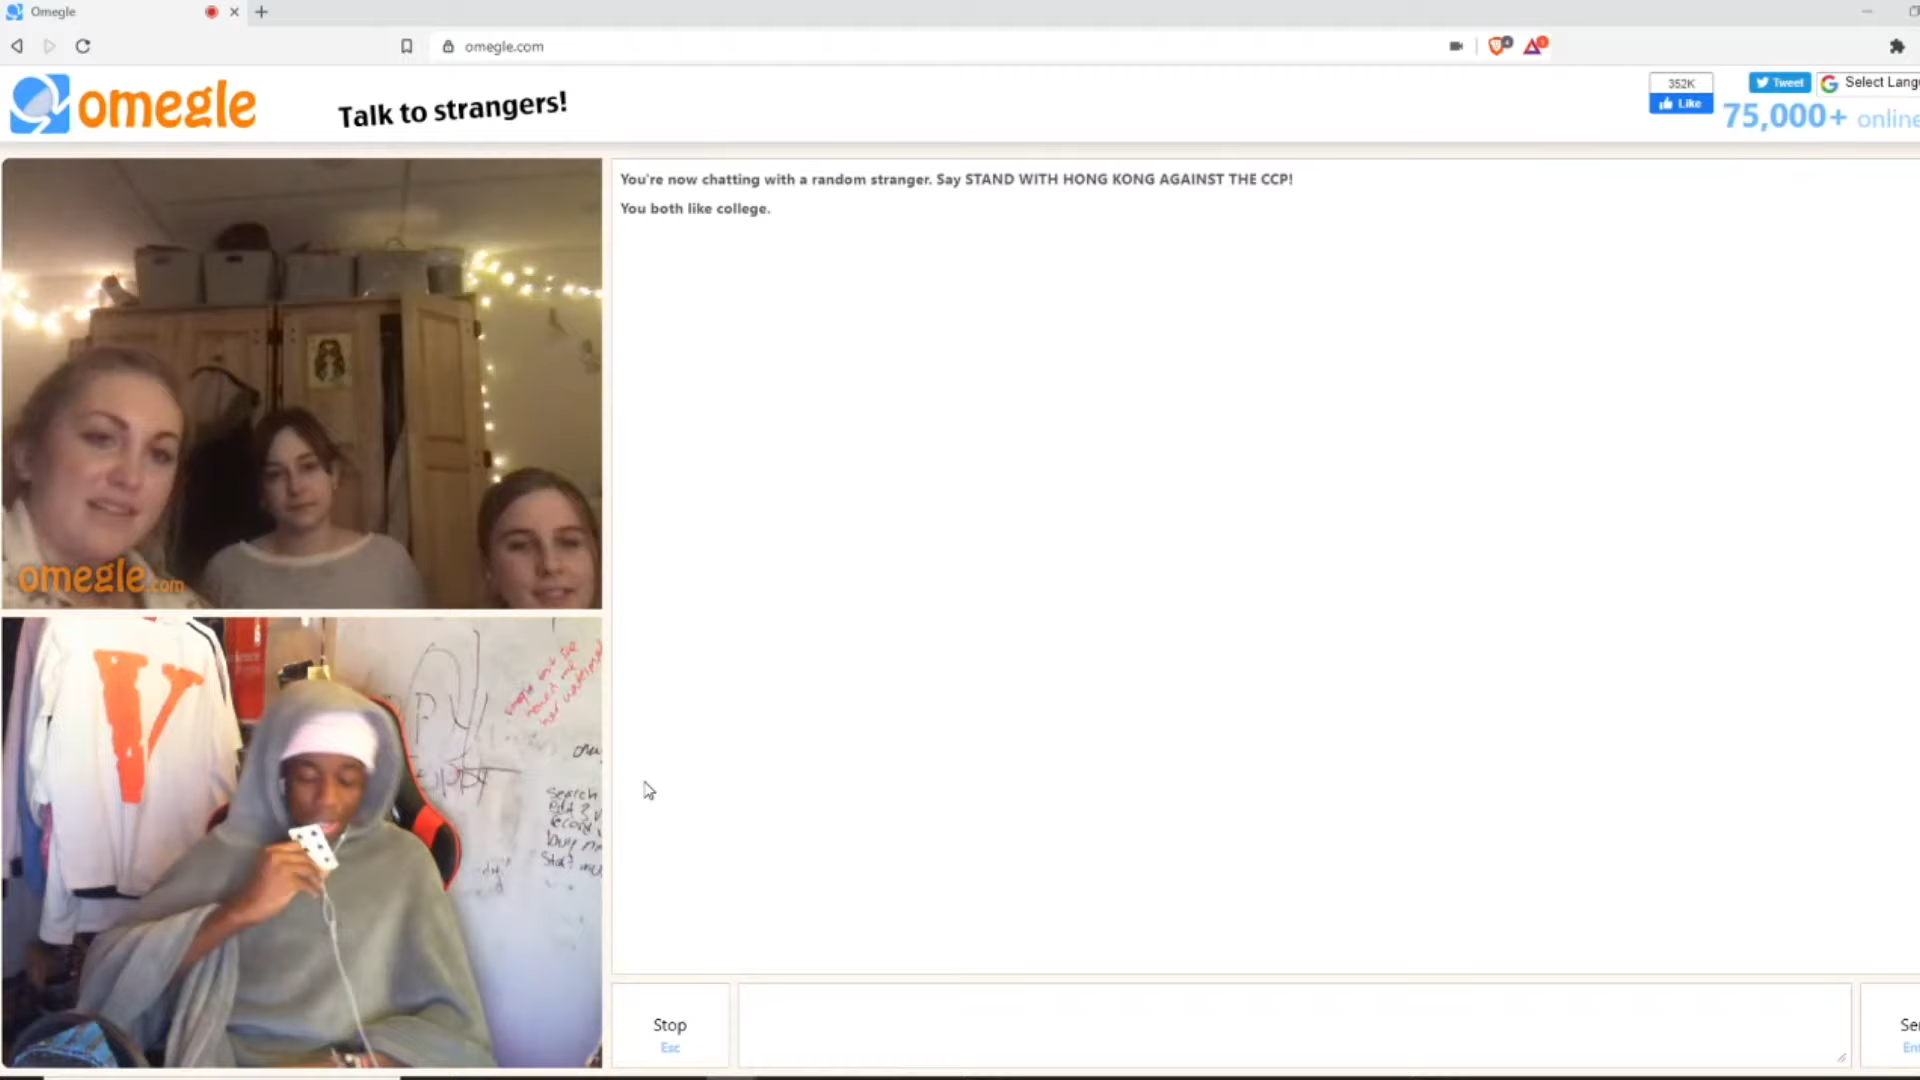 Omegle
omegle.com
omegle
Talk to strangers!
352K
Like
Tweet
Select Lang
75,000+ online
You're now chatting with a random stranger. Say STAND WITH HONG KONG AGAINST THE CCP!
You both like college.
omegle.com
V
search
Stop
Esc